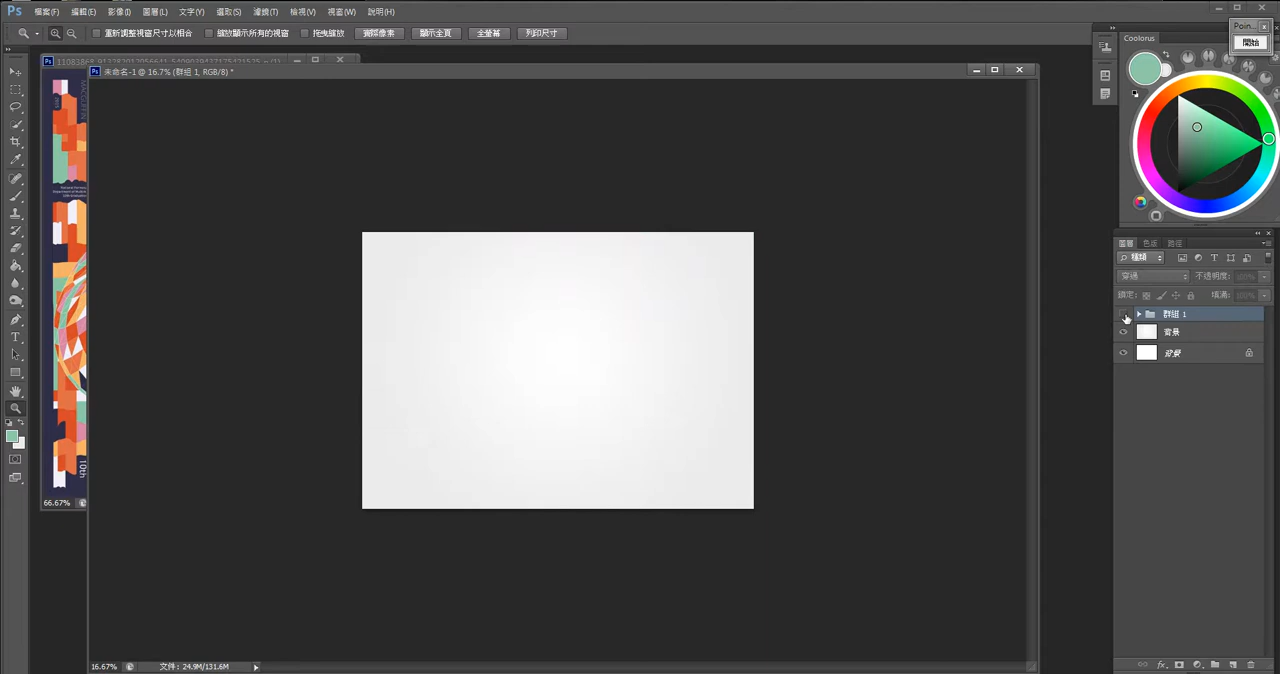 Ps 檔案(F) 影像(I) 圖層(L) 文字(Y) 選取(S) 濾鏡(T) 檢視(V) 視窗(W) 說明(H)
重新調整視窗尺寸以相合 縮放顯示所有的視窗 拖曳縮放 實際像素 顯示全頁 全螢幕 列印尺寸
Poin...
開始
Coolorus
未命名-1 @ 16.7% (群組 1, RGB/8) *
圖層 色版 路徑
種類
穿過 不透明度: 100%
鎖定: 填滿: 100%
群組 1
背景
背景
10th
66.67%
16.67% 文件: 24.9M/131.6M